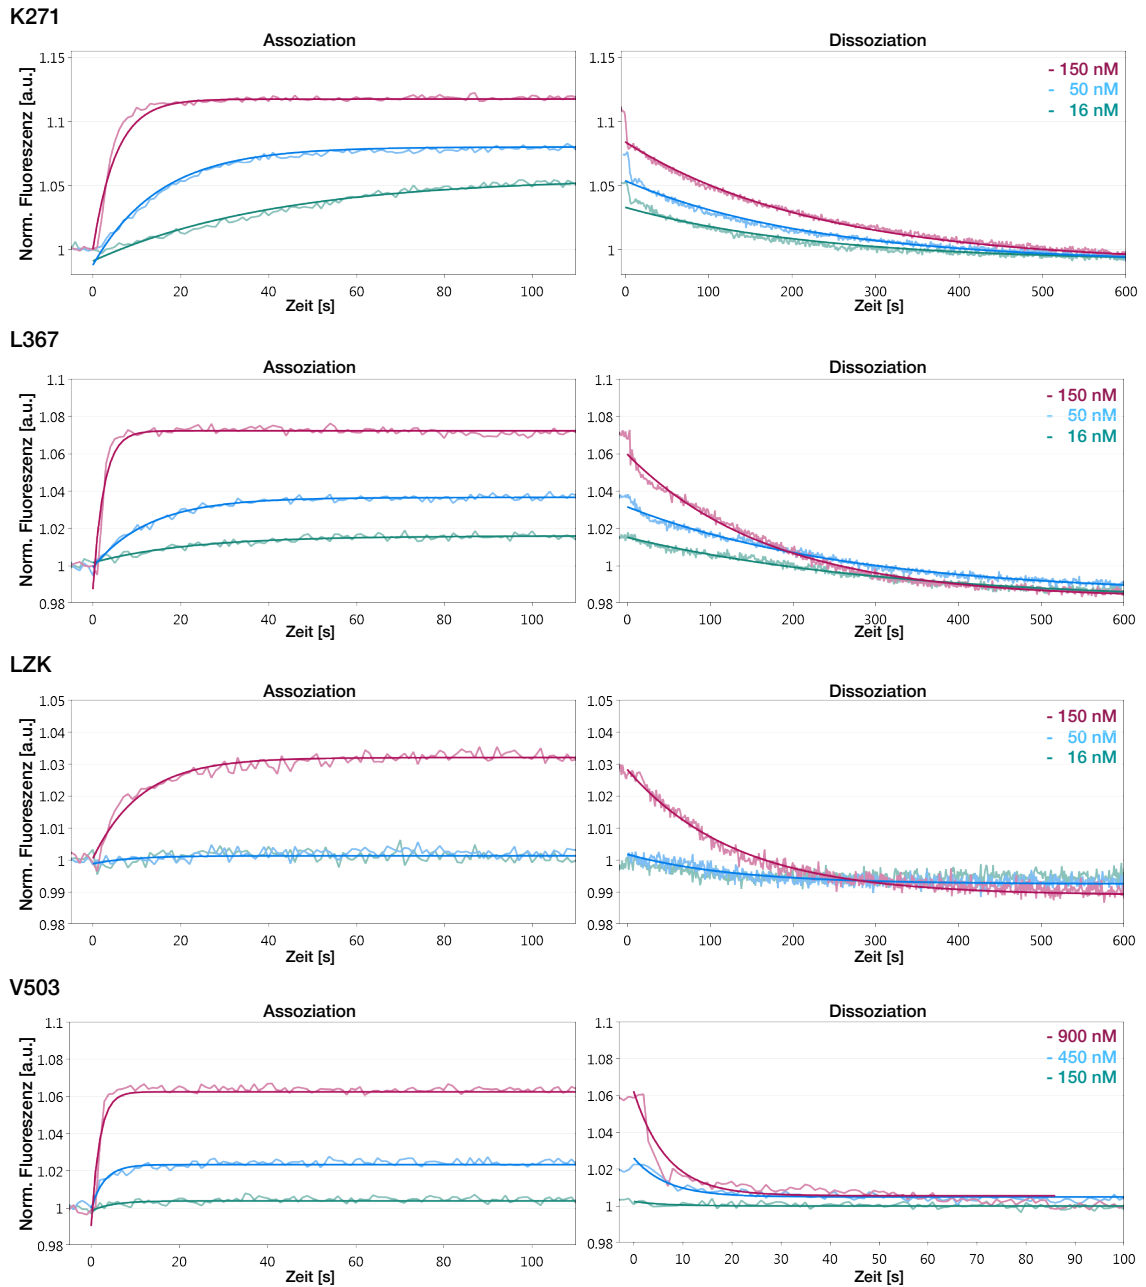 K271
Assoziation
Dissoziation
Norm. Fluoreszenz [a.u.]
1.15
1.1
1.05
1
0 20 40 60 80 100
Zeit [s]
1.15
1.1
1.05
1
0 100 200 300 400 500 600
Zeit [s]
- 150 nM
- 50 nM
- 16 nM
L367
Assoziation
Dissoziation
Norm. Fluoreszenz [a.u.]
1.1
1.08
1.06
1.04
1.02
1
0.98
0 20 40 60 80 100
Zeit [s]
1.1
1.08
1.06
1.04
1.02
1
0.98
0 100 200 300 400 500 600
Zeit [s]
- 150 nM
- 50 nM
- 16 nM
LZK
Assoziation
Dissoziation
Norm. Fluoreszenz [a.u.]
1.05
1.04
1.03
1.02
1.01
1
0.99
0.98
0 20 40 60 80 100
Zeit [s]
1.05
1.04
1.03
1.02
1.01
1
0.99
0.98
0 100 200 300 400 500 600
Zeit [s]
- 150 nM
- 50 nM
- 16 nM
V503
Assoziation
Dissoziation
Norm. Fluoreszenz [a.u.]
1.1
1.08
1.06
1.04
1.02
1
0.98
0 20 40 60 80 100
Zeit [s]
1.1
1.08
1.06
1.04
1.02
1
0.98
0 10 20 30 40 50 60 70 80 90 100
Zeit [s]
- 900 nM
- 450 nM
- 150 nM